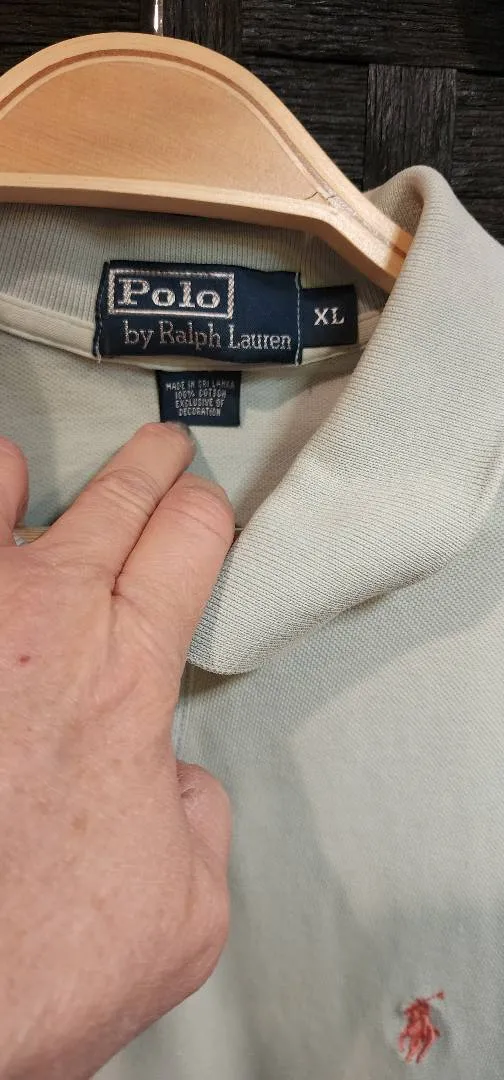 Polo
by Ralph Lauren
XL
MADE IN SRI LANKA
100% COTTON
EXCLUSIVE OF
DECORATION